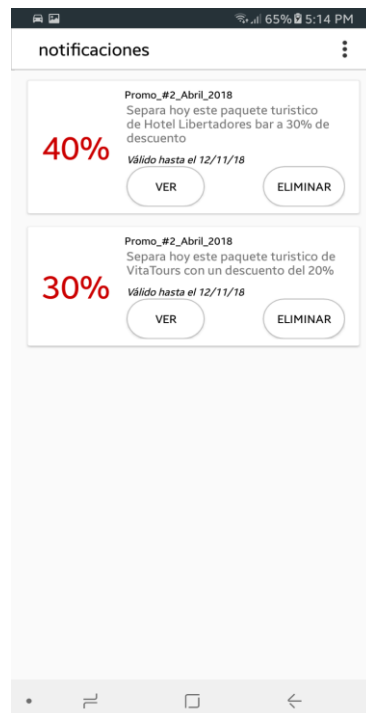 65% 5:14 PM
notificaciones
Promo_#2_Abril_2018
Separa hoy este paquete turistico
de Hotel Libertadores bar a 30% de
descuento
40%
Válido hasta el 12/11/18
VER ELIMINAR
Promo_#2_Abril_2018
Separa hoy este paquete turistico de
VitaTours con un descuento del 20%
30%
Válido hasta el 12/11/18
VER ELIMINAR